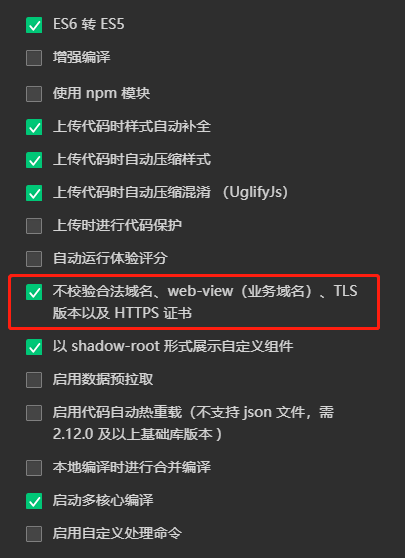 ES6 转 ES5
增强编译
使用 npm 模块
上传代码时样式自动补全
上传代码时自动压缩样式
上传代码时自动压缩混淆 （UglifyJs）
上传时进行代码保护
自动运行体验评分
不校验合法域名、web-view（业务域名）、TLS
版本以及 HTTPS 证书
以 shadow-root 形式展示自定义组件
启用数据预拉取
启用代码自动热重载（不支持 json 文件，需
2.12.0 及以上基础库版本 ）
本地编译时进行合并编译
启动多核心编译
启用自定义处理命令